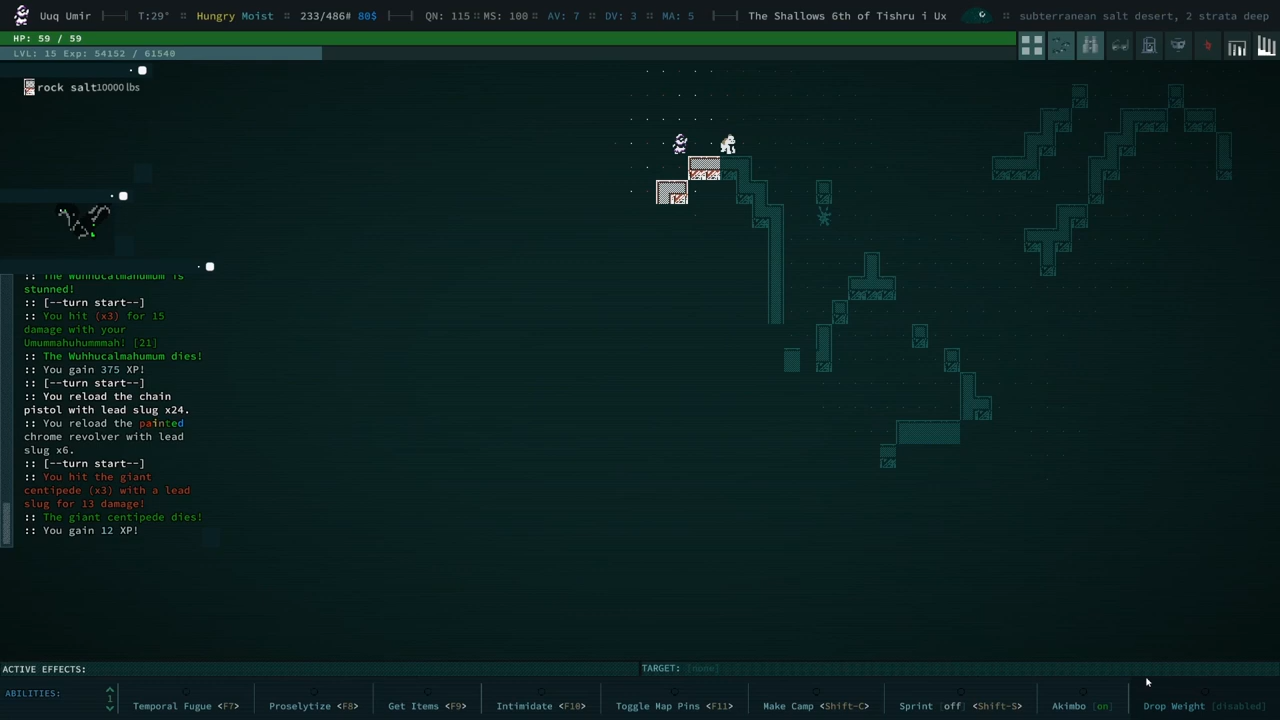 Uuq Umir T:29° :: Hungry Moist :: 233/486# 80$ QN: 115 :: MS: 100 :: AV: 7 :: DV: 3 :: MA: 5 The Shallows 6th of Tishru i Ux :: subterranean salt desert, 2 strata deep
HP: 59 / 59
LVL: 15 Exp: 54152 / 61540
rock salt 10000 lbs
:: The Wuhhucalmahumum is
stunned!
:: [--turn start--]
:: You hit (x3) for 15
damage with your
Umummahuhummmah! [21]
:: The Wuhhucalmahumum dies!
:: You gain 375 XP!
:: [--turn start--]
:: You reload the chain
pistol with lead slug x24.
:: You reload the painted
chrome revolver with lead
slug x6.
:: [--turn start--]
:: You hit the giant
centipede (x3) with a lead
slug for 13 damage!
:: The giant centipede dies!
:: You gain 12 XP!
ACTIVE EFFECTS: TARGET: [none]
ABILITIES: 1 Temporal Fugue <F7> Proselytize <F8> Get Items <F9> Intimidate <F10> Toggle Map Pins <F11> Make Camp <Shift-C> Sprint [off] <Shift-S> Akimbo [on] Drop Weight [disabled]